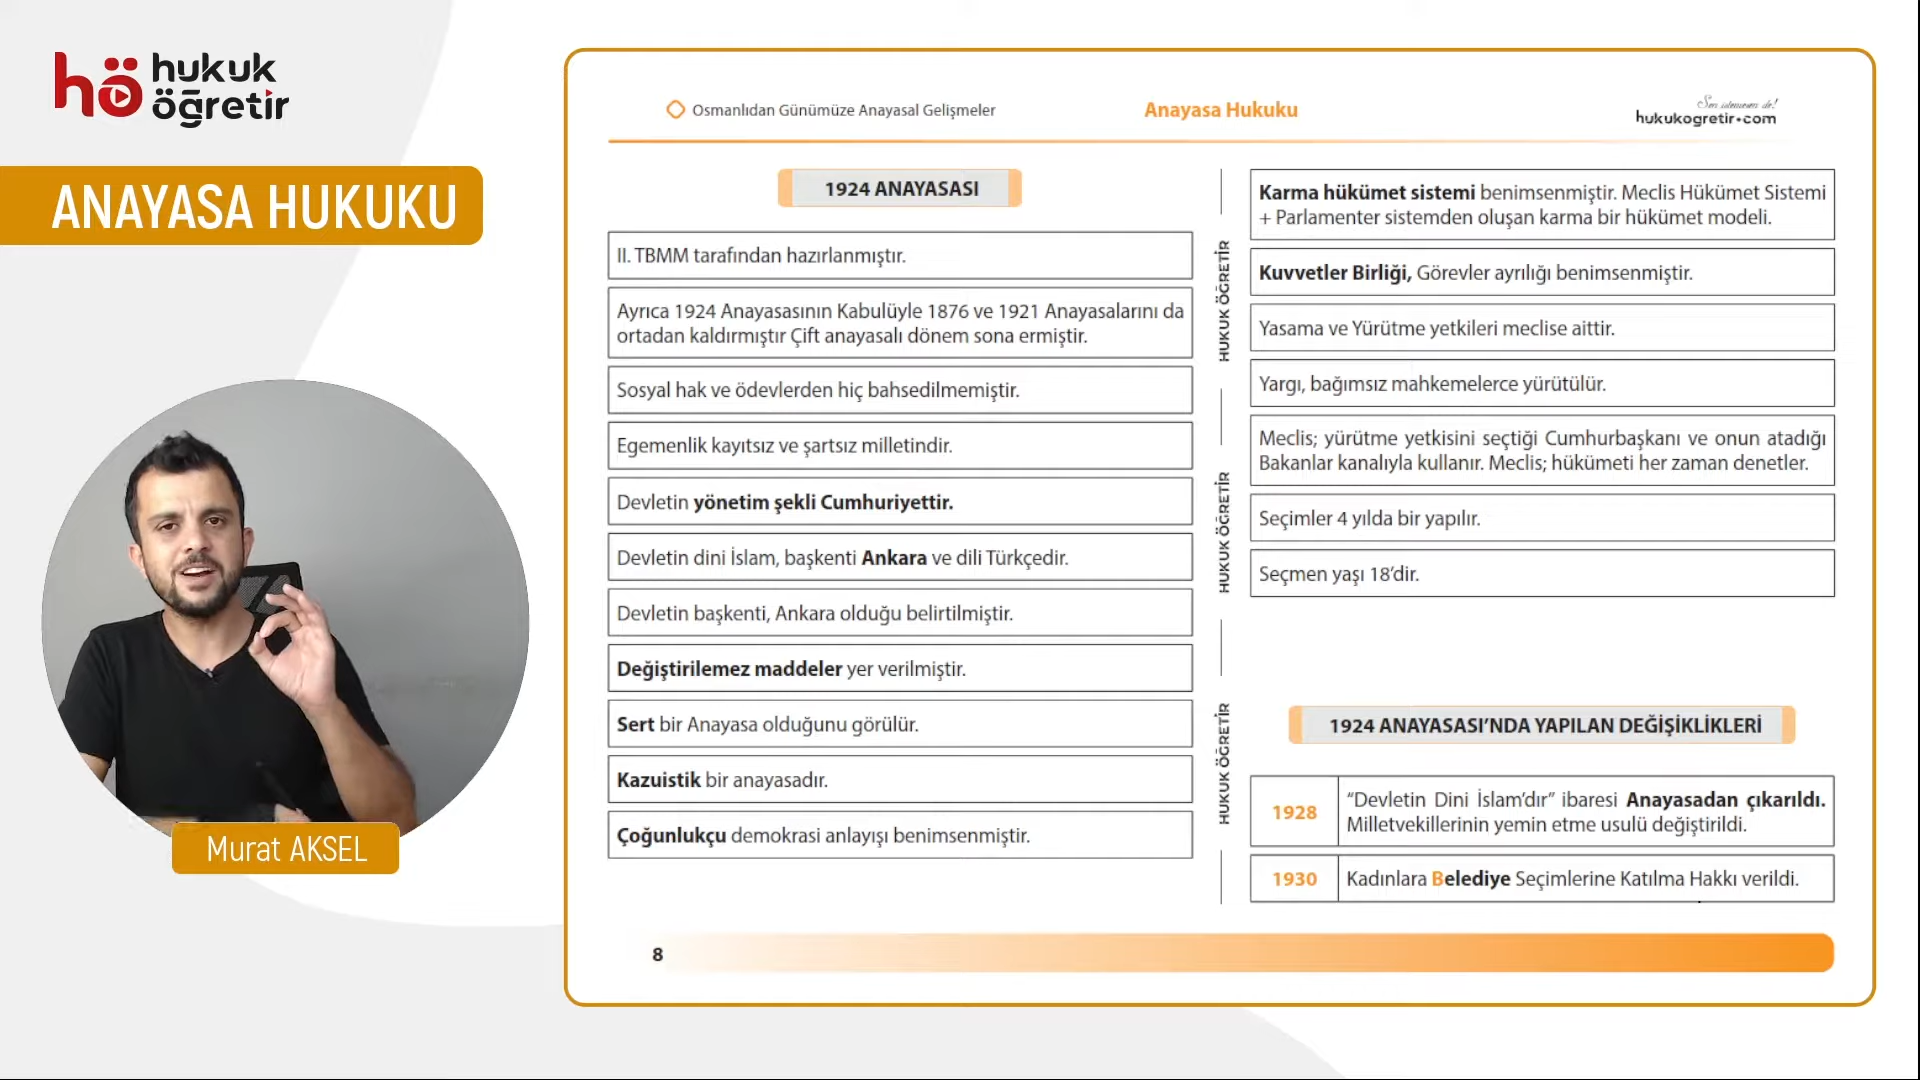 hö hukuk
öğretir
ANAYASA HUKUKU
Murat AKSEL
Osmanlıdan Günümüze Anayasal Gelişmeler
Anayasa Hukuku
hukukogretir•com
1924 ANAYASASI
II. TBMM tarafından hazırlanmıştır.
Ayrıca 1924 Anayasasının Kabulüyle 1876 ve 1921 Anayasalarını da
ortadan kaldırmıştır Çift anayasalı dönem sona ermiştir.
Sosyal hak ve ödevlerden hiç bahsedilmemiştir.
Egemenlik kayıtsız ve şartsız milletindir.
Devletin yönetim şekli Cumhuriyettir.
Devletin dini İslam, başkenti Ankara ve dili Türkçedir.
Devletin başkenti, Ankara olduğu belirtilmiştir.
Değiştirilemez maddeler yer verilmiştir.
Sert bir Anayasa olduğunu görülür.
Kazuistik bir anayasadır.
Çoğunlukçu demokrasi anlayışı benimsenmiştir.
HUKUK ÖĞRETİR
HUKUK ÖĞRETİR
HUKUK ÖĞRETİR
Karma hükümet sistemi benimsenmiştir. Meclis Hükümet Sistemi
+ Parlamenter sistemden oluşan karma bir hükümet modeli.
Kuvvetler Birliği, Görevler ayrılığı benimsenmiştir.
Yasama ve Yürütme yetkileri meclise aittir.
Yargı, bağımsız mahkemelerce yürütülür.
Meclis; yürütme yetkisini seçtiği Cumhurbaşkanı ve onun atadığı
Bakanlar kanalıyla kullanır. Meclis; hükümeti her zaman denetler.
Seçimler 4 yılda bir yapılır.
Seçmen yaşı 18’dir.
1924 ANAYASASI’NDA YAPILAN DEĞİŞİKLİKLERİ
1928
“Devletin Dini İslam’dır” ibaresi Anayasadan çıkarıldı.
Milletvekillerinin yemin etme usulü değiştirildi.
1930
Kadınlara Belediye Seçimlerine Katılma Hakkı verildi.
8